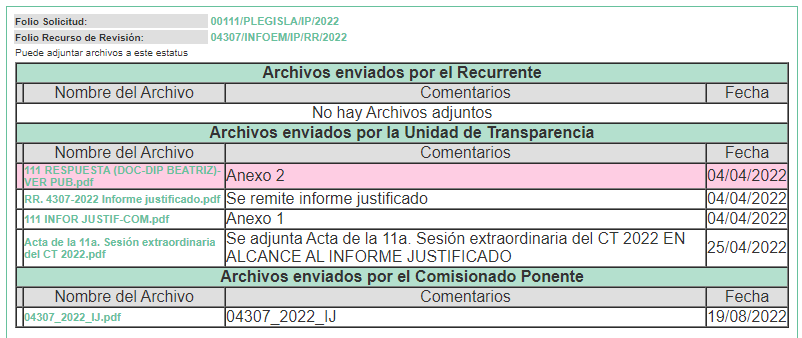 Folio Solicitud: 00111/PLEGISLA/IP/2022
Folio Recurso de Revisión: 04307/INFOEM/IP/RR/2022
Puede adjuntar archivos a este estatus
Archivos enviados por el Recurrente
Nombre del Archivo Comentarios Fecha
No hay Archivos adjuntos
Archivos enviados por la Unidad de Transparencia
Nombre del Archivo Comentarios Fecha
111 RESPUESTA (DOC-DIP BEATRIZ)-
VER PUB.pdf Anexo 2 04/04/2022
RR. 4307-2022 Informe justificado.pdf Se remite informe justificado 04/04/2022
111 INFOR JUSTIF-COM.pdf Anexo 1 04/04/2022
Acta de la 11a. Sesión extraordinaria
del CT 2022.pdf
Se adjunta Acta de la 11a. Sesión extraordinaria del CT 2022 EN
ALCANCE AL INFORME JUSTIFICADO
25/04/2022
Archivos enviados por el Comisionado Ponente
Nombre del Archivo Comentarios Fecha
04307_2022_IJ.pdf 04307_2022_IJ 19/08/2022